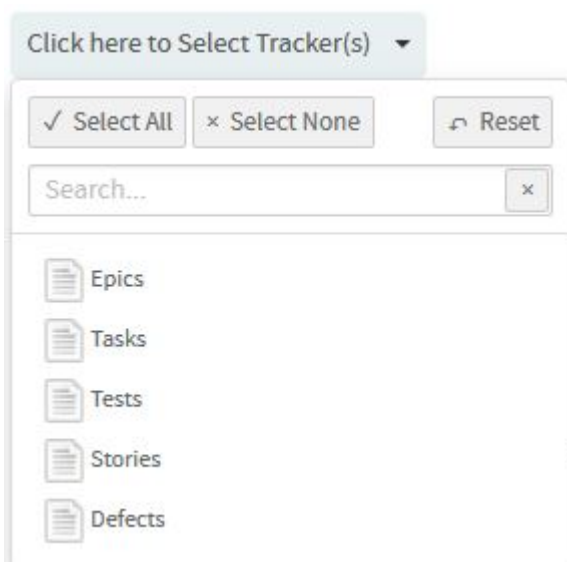 Click here to Select Tracker(s)
✓ Select All × Select None Reset
Search... ×
Epics
Tasks
Tests
Stories
Defects